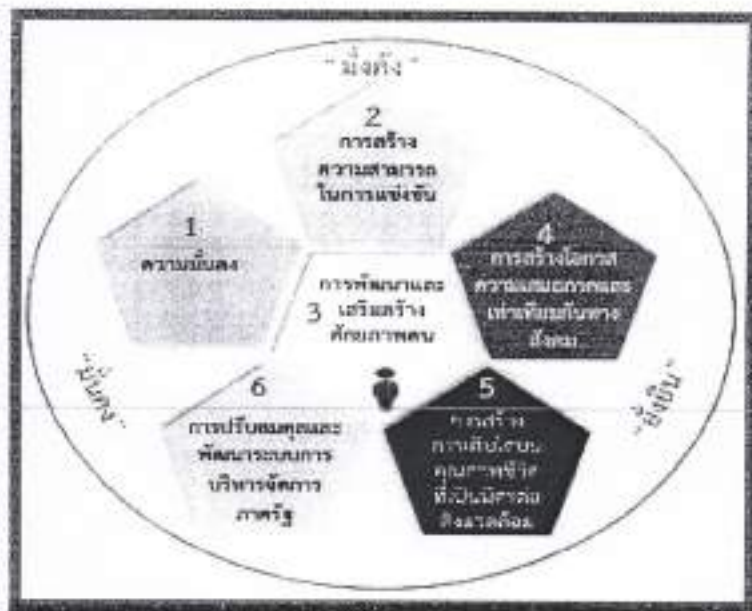 "มั่งคั่ง"
2
การสร้าง
ความสามารถ
ในการแข่งขัน
1
ความมั่นคง
4
การสร้างโอกาส
ความเสมอภาคและ
เท่าเทียมกันทาง
สังคม
การพัฒนาและ
3 เสริมสร้าง
ศักยภาพคน
"มั่นคง"
"ยั่งยืน"
6
การปรับสมดุลและ
พัฒนาระบบการ
บริหารจัดการ
ภาครัฐ
5
การสร้าง
การเติบโตบน
คุณภาพชีวิต
ที่เป็นมิตรต่อ
สิ่งแวดล้อม